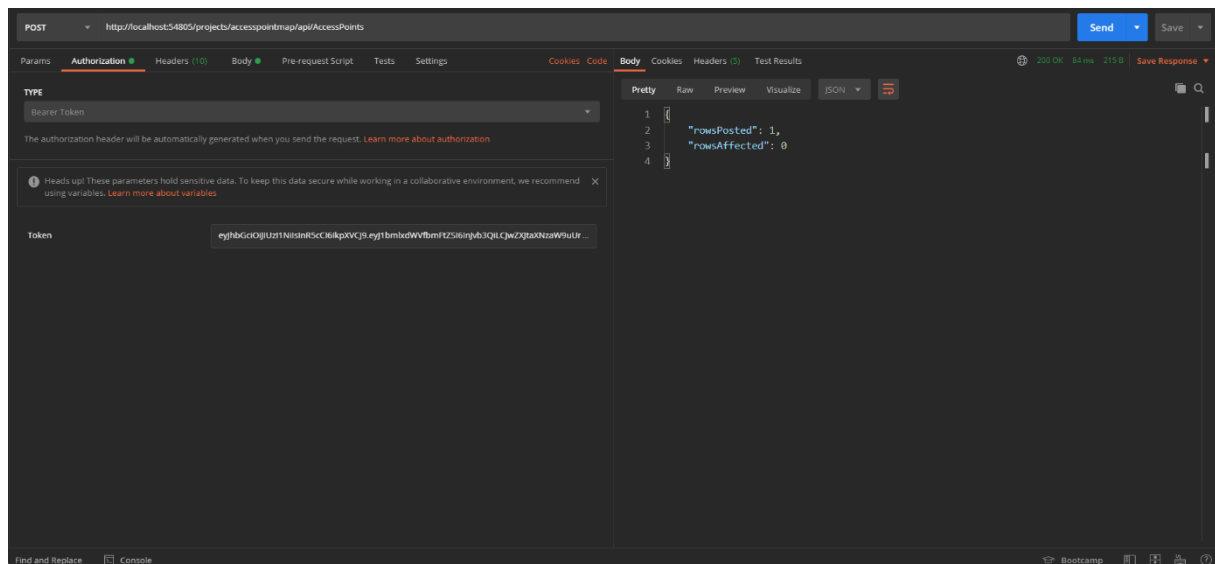 POST http://localhost:54805/projects/accesspointmap/api/AccessPoints Send Save
Params Authorization Headers (10) Body Pre-request Script Tests Settings Cookies Code
Body Cookies Headers (5) Test Results 200 OK 84 ms 215 B Save Response
TYPE
Bearer Token
The authorization header will be automatically generated when you send the request. Learn more about authorization
Heads up! These parameters hold sensitive data. To keep this data secure while working in a collaborative environment, we recommend
using variables. Learn more about variables
Token
Pretty Raw Preview Visualize JSON
1 {
2 "rowsPosted": 1,
3 "rowsAffected": 0
4 }
Find and Replace Console Bootcamp